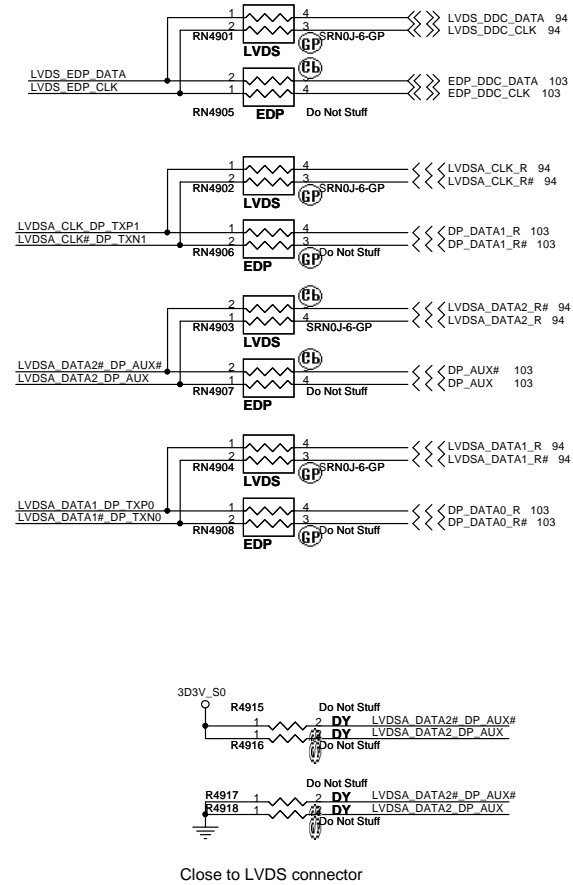 1 4 LVDS_DDC_DATA 94
2 3 LVDS_DDC_CLK 94
RN4901 SRN0J-6-GP
LVDS GP
LVDS_EDP_DATA 2 EDP_DDC_DATA 103
LVDS_EDP_CLK 1 4 EDP_DDC_CLK 103
RN4905 EDP Do Not Stuff
1 4 LVDSA_CLK_R 94
2 3 LVDSA_CLK_R# 94
RN4902 SRN0J-6-GP
LVDS GP
LVDSA_CLK_DP_TXP1 1 4 DP_DATA1_R 103
LVDSA_CLK#_DP_TXN1 2 3 DP_DATA1_R# 103
RN4906 Do Not Stuff
EDP GP
2 LVDSA_DATA2_R# 94
1 4 LVDSA_DATA2_R 94
RN4903 SRN0J-6-GP
LVDS
LVDSA_DATA2#_DP_AUX# 2 DP_AUX# 103
LVDSA_DATA2_DP_AUX 1 4 DP_AUX 103
RN4907 Do Not Stuff
EDP
1 4 LVDSA_DATA1_R 94
2 3 LVDSA_DATA1_R# 94
RN4904 SRN0J-6-GP
LVDS GP
LVDSA_DATA1_DP_TXP0 1 4 DP_DATA0_R 103
LVDSA_DATA1#_DP_TXN0 2 3 DP_DATA0_R# 103
RN4908 Do Not Stuff
EDP GP
3D3V_S0
R4915 Do Not Stuff
1 2 DY LVDSA_DATA2#_DP_AUX#
1 DY LVDSA_DATA2_DP_AUX
R4916 Do Not Stuff
Do Not Stuff
R4917 1 2 DY LVDSA_DATA2#_DP_AUX#
R4918 1 DY LVDSA_DATA2_DP_AUX
Do Not Stuff
Close to LVDS connector